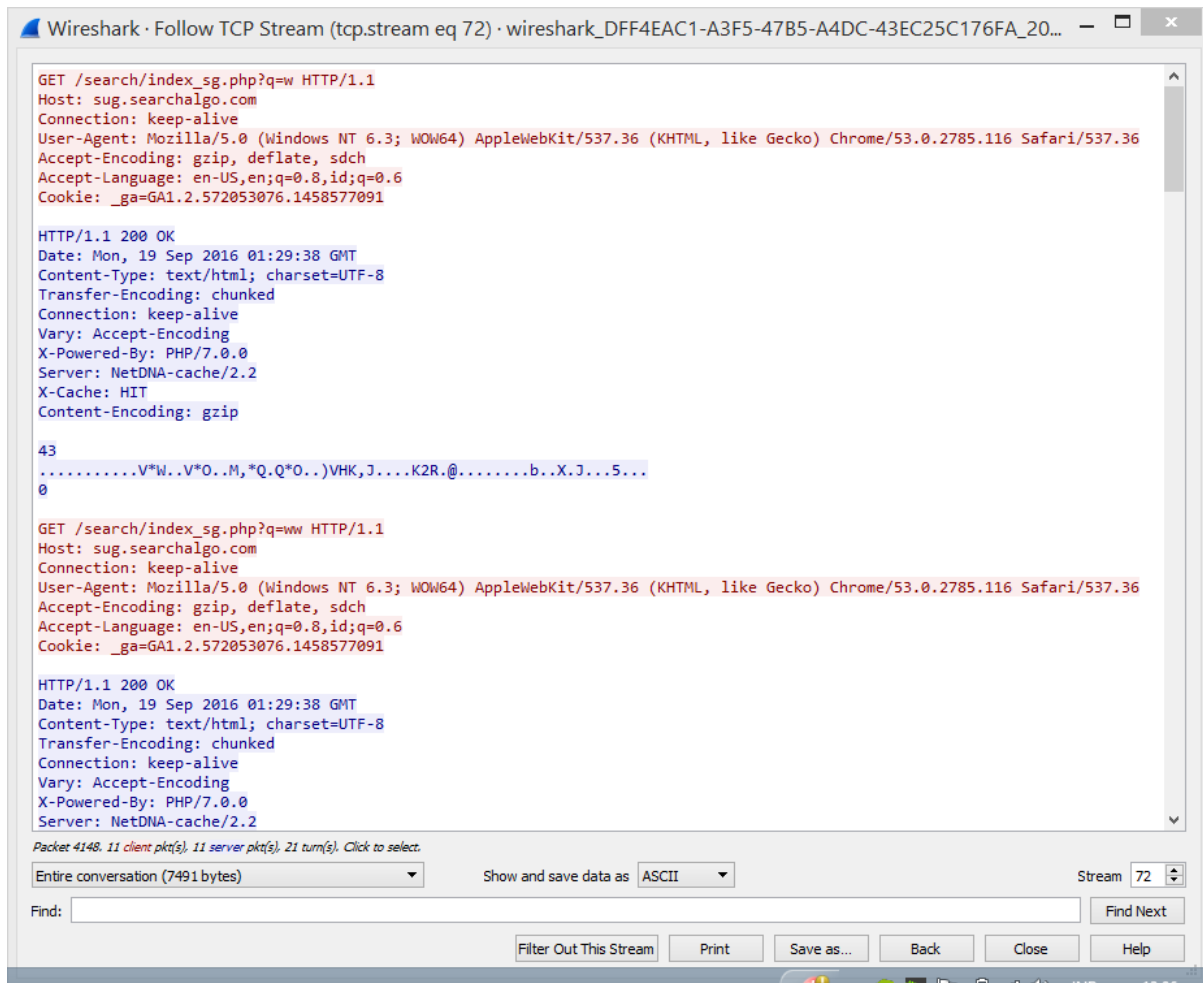 Wireshark · Follow TCP Stream (tcp.stream eq 72) · wireshark_DFF4EAC1-A3F5-47B5-A4DC-43EC25C176FA_20...
GET /search/index_sg.php?q=w HTTP/1.1
Host: sug.searchalgo.com
Connection: keep-alive
User-Agent: Mozilla/5.0 (Windows NT 6.3; WOW64) AppleWebKit/537.36 (KHTML, like Gecko) Chrome/53.0.2785.116 Safari/537.36
Accept-Encoding: gzip, deflate, sdch
Accept-Language: en-US,en;q=0.8,id;q=0.6
Cookie: _ga=GA1.2.572053076.1458577091
HTTP/1.1 200 OK
Date: Mon, 19 Sep 2016 01:29:38 GMT
Content-Type: text/html; charset=UTF-8
Transfer-Encoding: chunked
Connection: keep-alive
Vary: Accept-Encoding
X-Powered-By: PHP/7.0.0
Server: NetDNA-cache/2.2
X-Cache: HIT
Content-Encoding: gzip
43
...........V*W..V*O..M,*Q.Q*O..)VHK,J....K2R.@........b..X.J...5...
0
GET /search/index_sg.php?q=ww HTTP/1.1
Host: sug.searchalgo.com
Connection: keep-alive
User-Agent: Mozilla/5.0 (Windows NT 6.3; WOW64) AppleWebKit/537.36 (KHTML, like Gecko) Chrome/53.0.2785.116 Safari/537.36
Accept-Encoding: gzip, deflate, sdch
Accept-Language: en-US,en;q=0.8,id;q=0.6
Cookie: _ga=GA1.2.572053076.1458577091
HTTP/1.1 200 OK
Date: Mon, 19 Sep 2016 01:29:38 GMT
Content-Type: text/html; charset=UTF-8
Transfer-Encoding: chunked
Connection: keep-alive
Vary: Accept-Encoding
X-Powered-By: PHP/7.0.0
Server: NetDNA-cache/2.2
Packet 4148. 11 client pkt(s), 11 server pkt(s), 21 turn(s). Click to select.
Entire conversation (7491 bytes) Show and save data as ASCII Stream 72
Find: Find Next
Filter Out This Stream Print Save as... Back Close Help